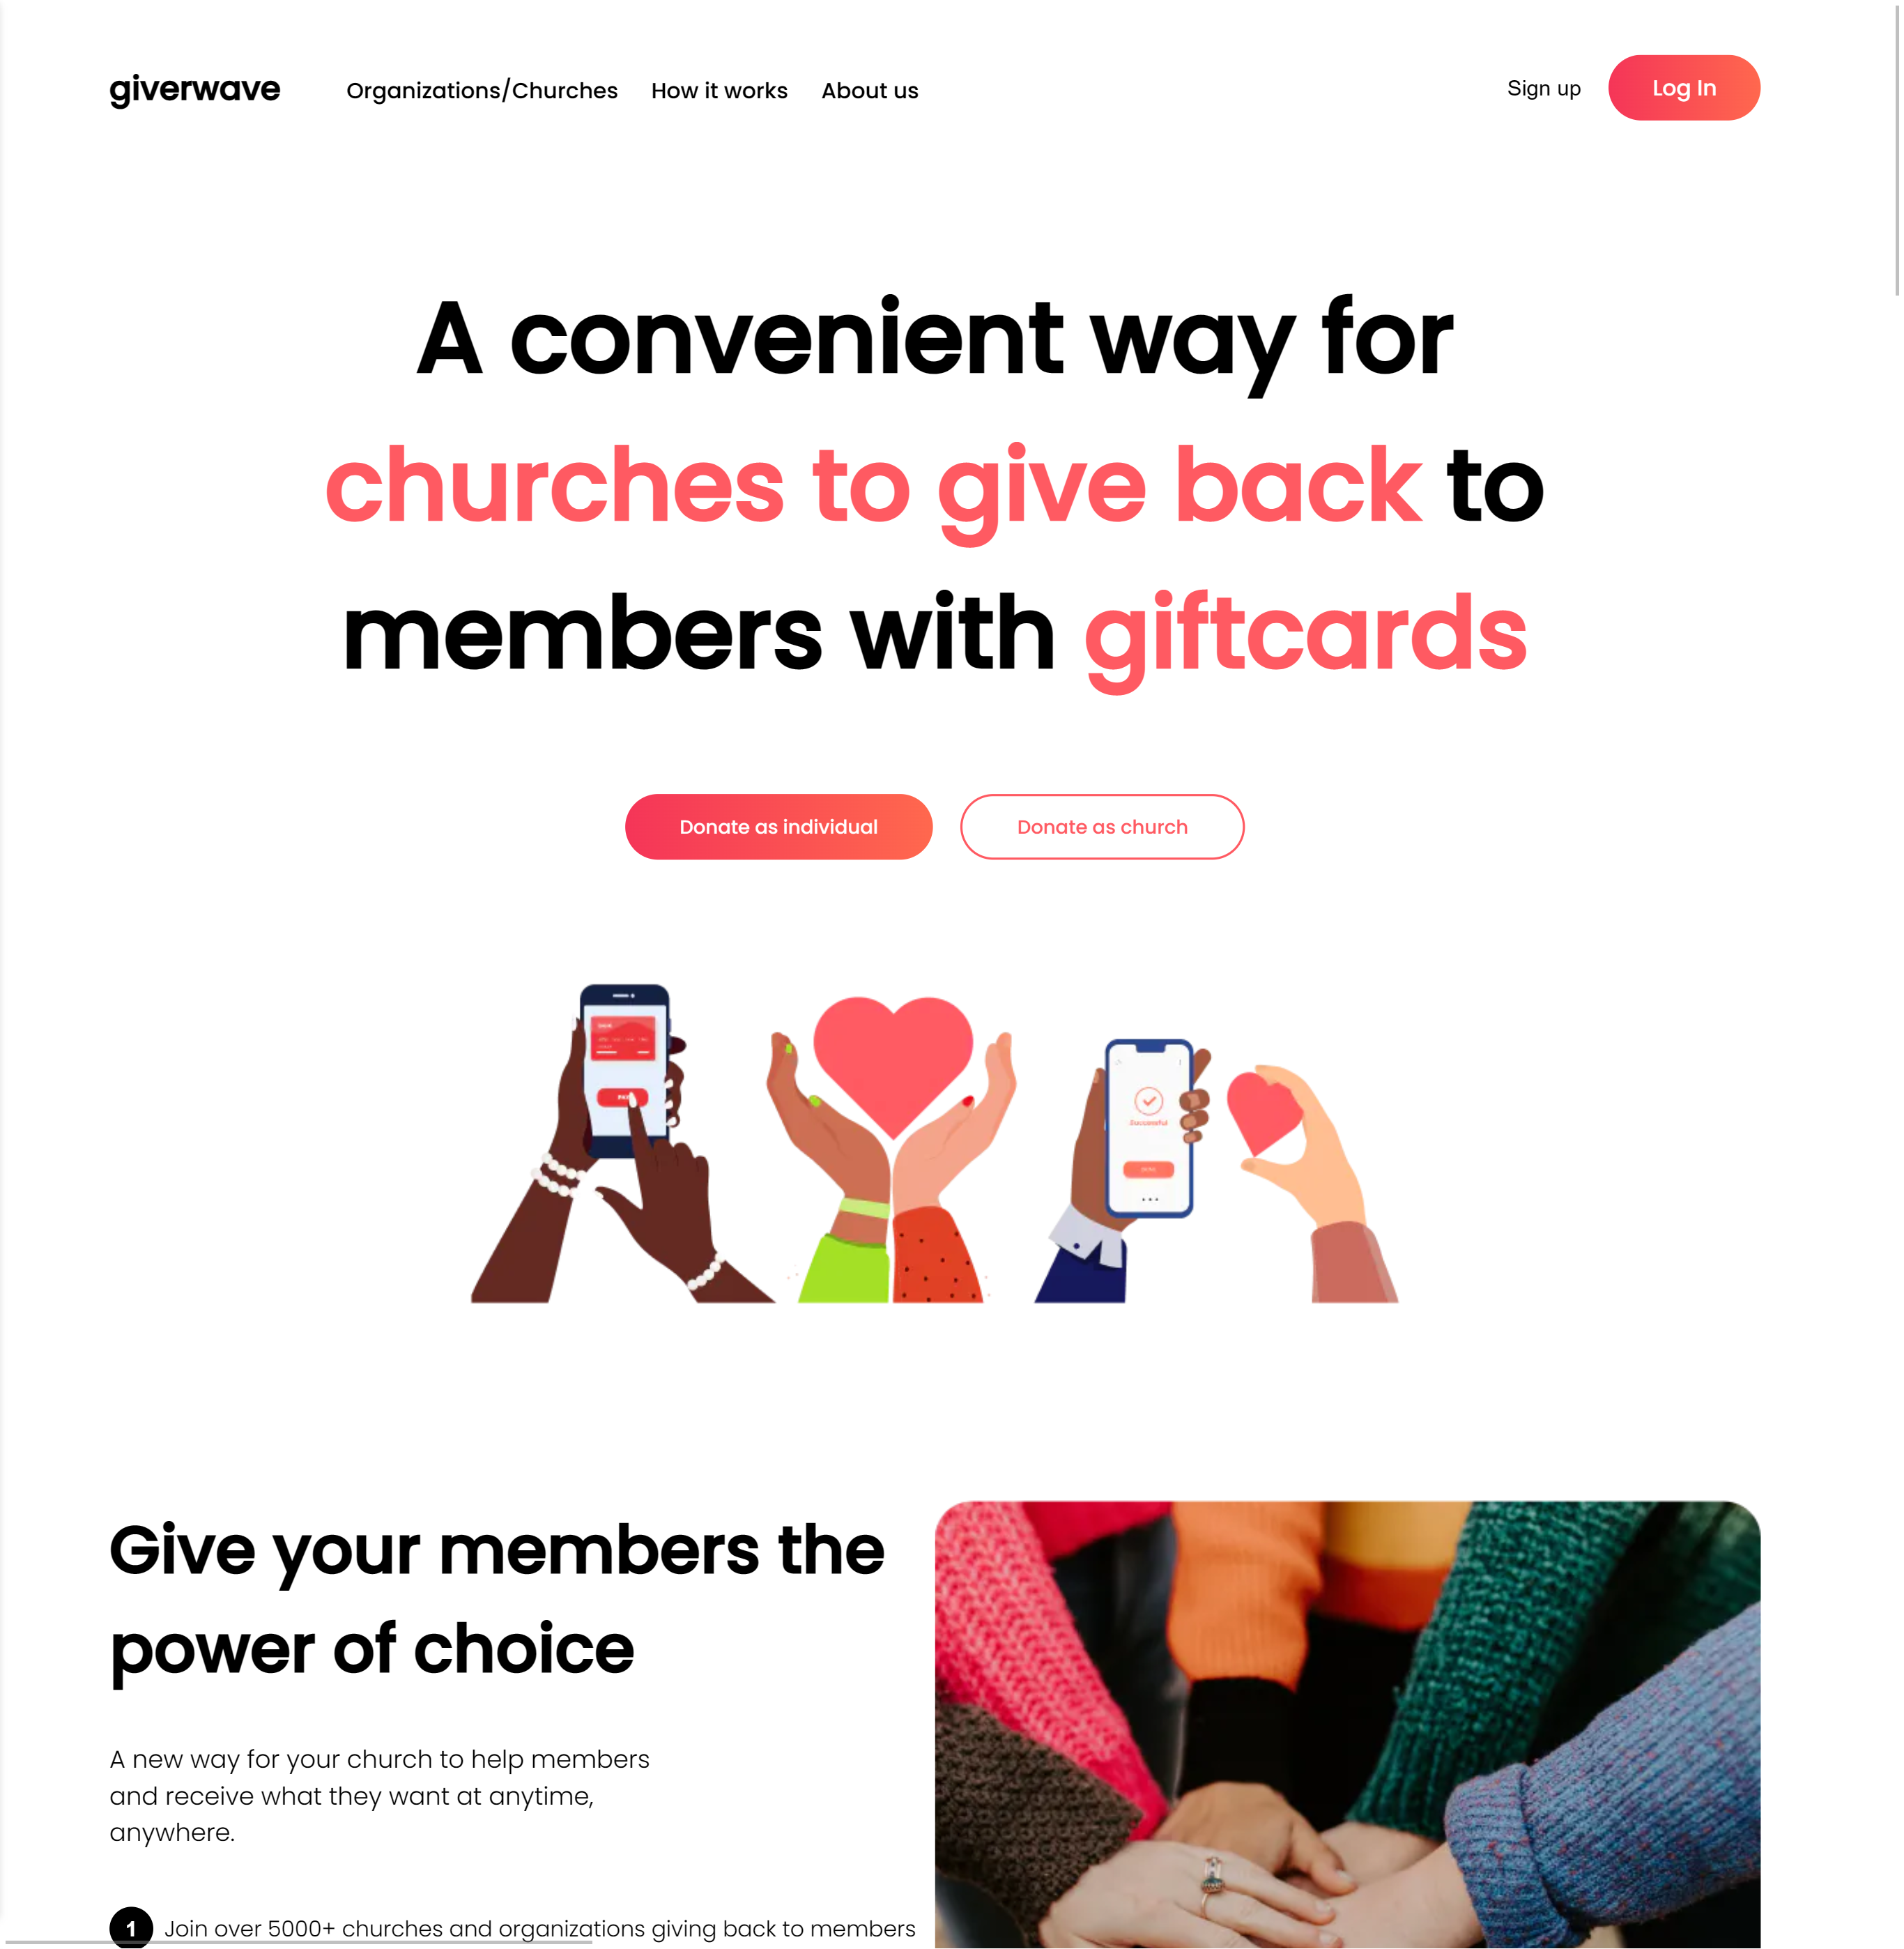 giverwave
Organizations/Churches
How it works
About us
Sign up
Log In
A convenient way for
churches to give back to
members with giftcards
Donate as individual
Donate as church
Successful
Give your members the
power of choice
A new way for your church to help members
and receive what they want at anytime,
anywhere.
1 Join over 5000+ churches and organizations giving back to members